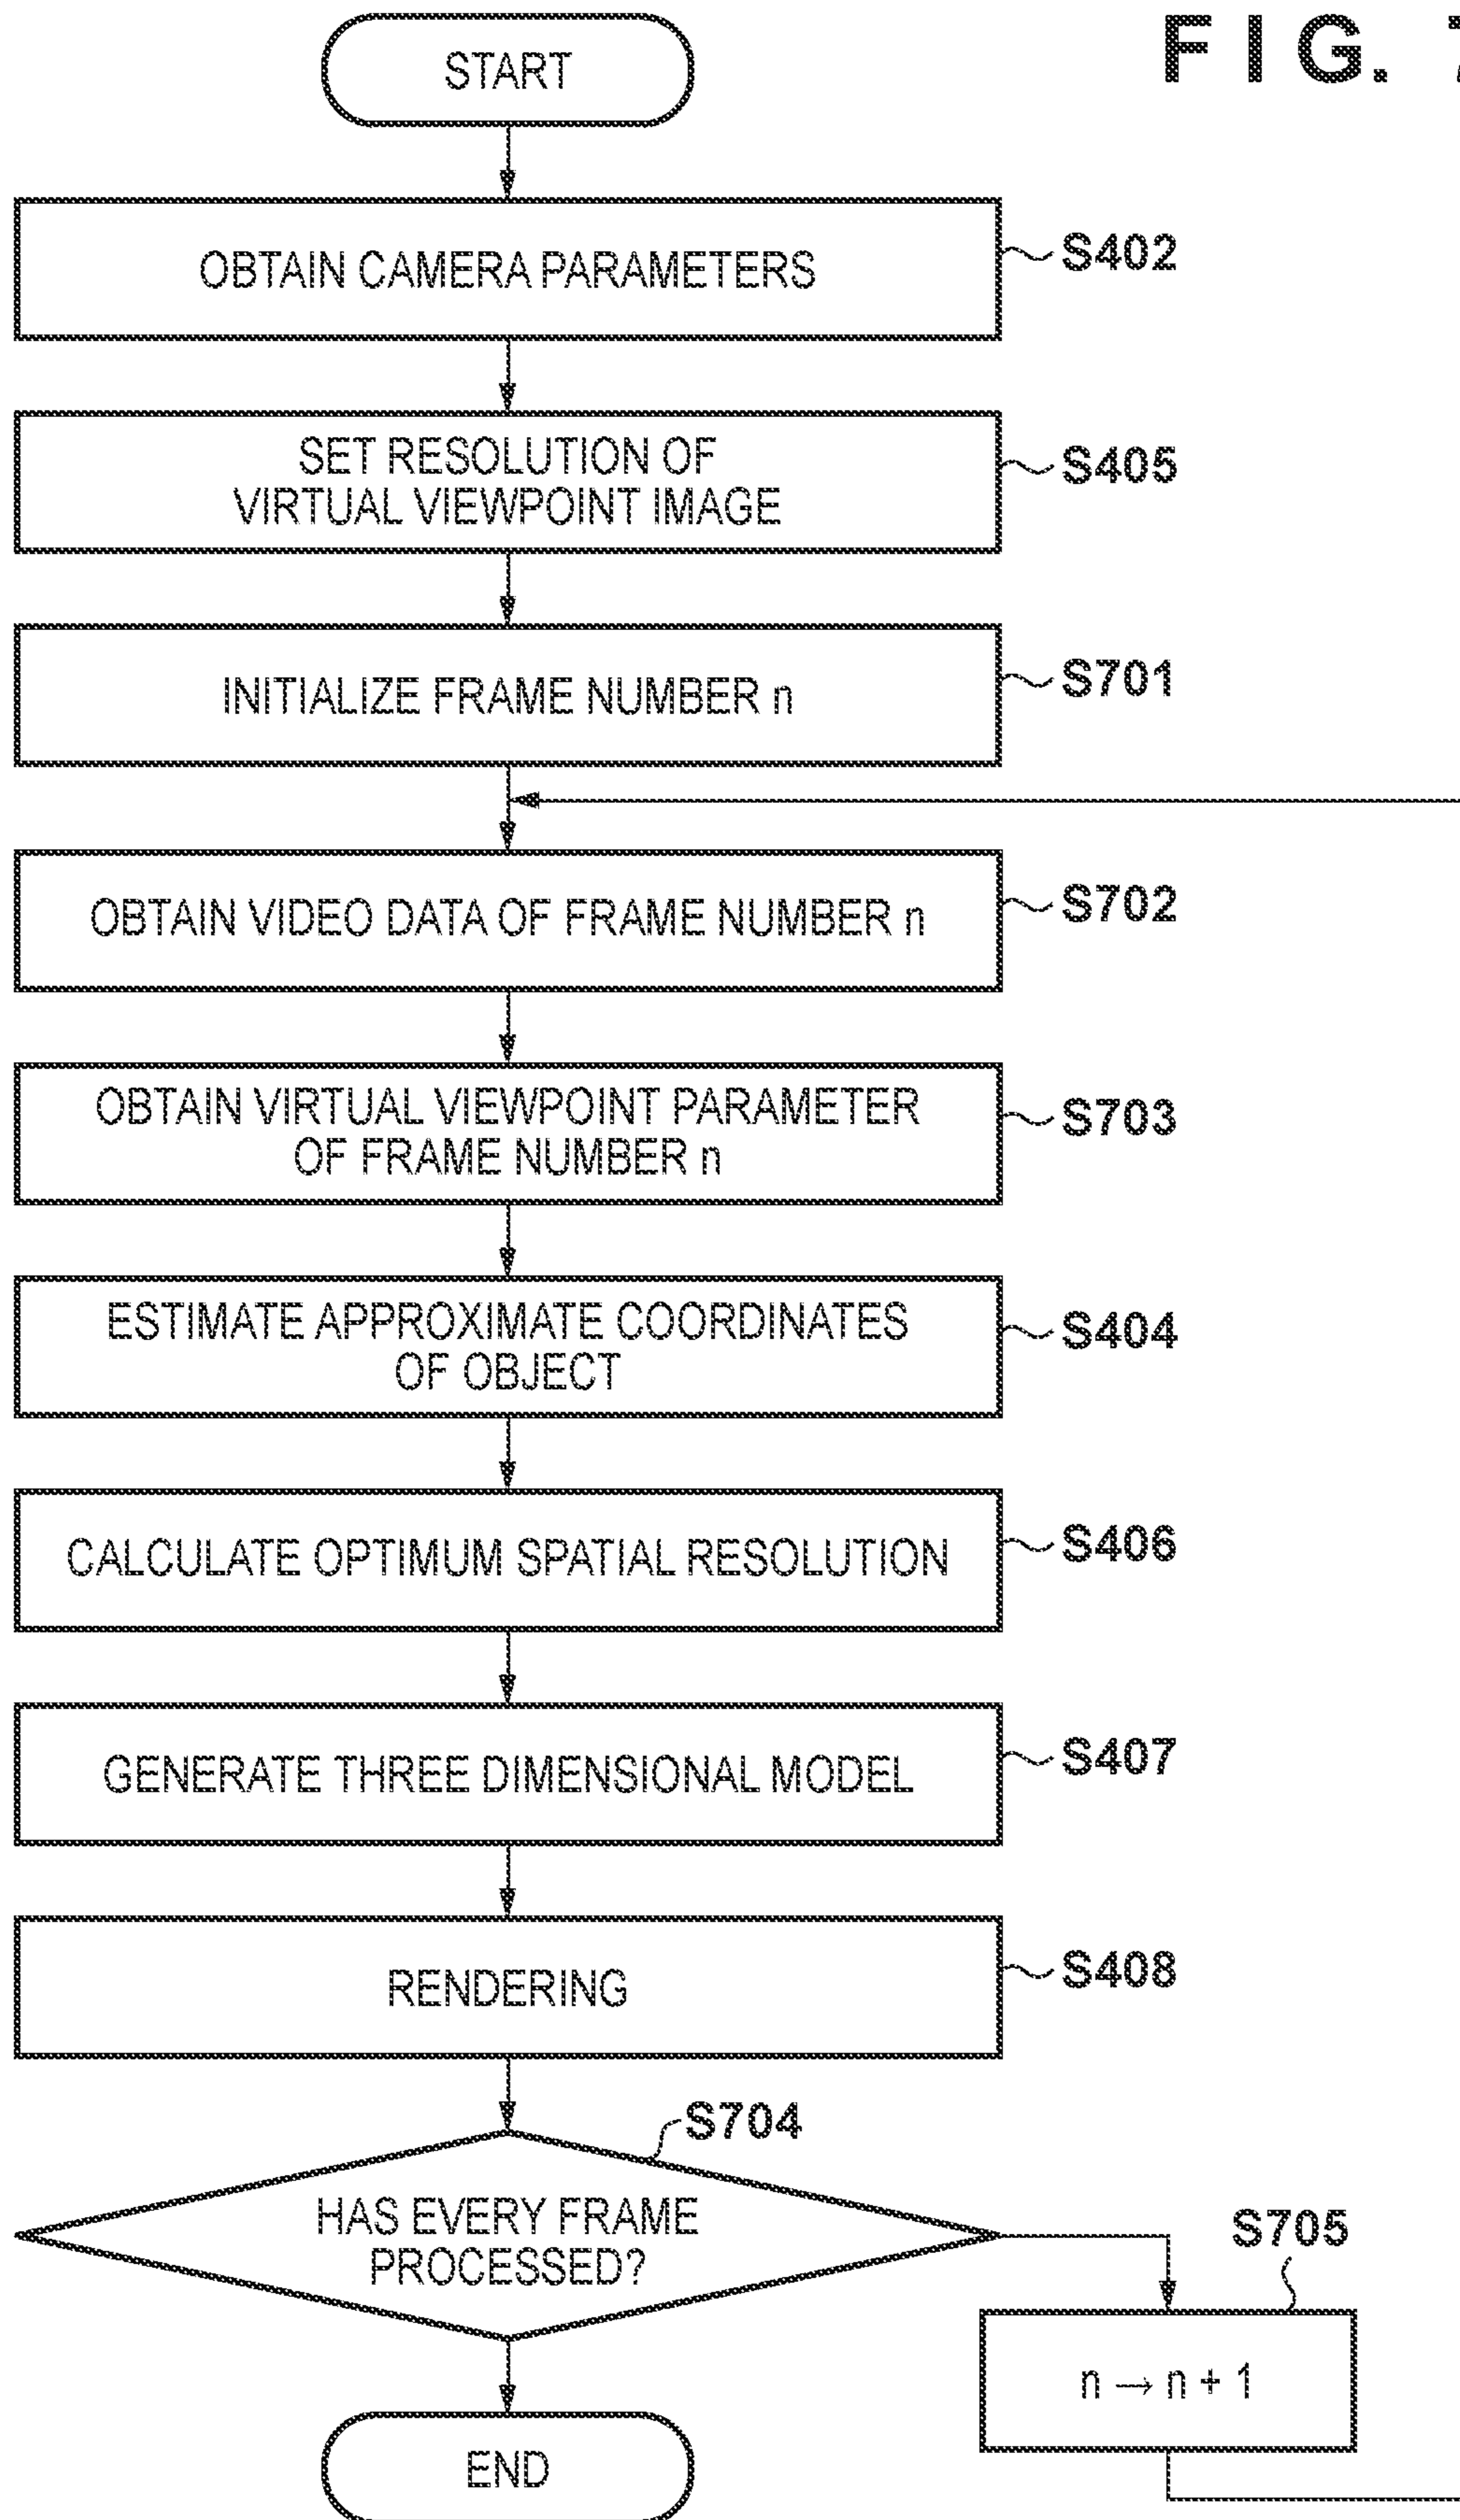 START
FIG. 7
OBTAIN CAMERA PARAMETERS
S402
SET RESOLUTION OF
VIRTUAL VIEWPOINT IMAGE
S405
INITIALIZE FRAME NUMBER n
S701
OBTAIN VIDEO DATA OF FRAME NUMBER n
S702
OBTAIN VIRTUAL VIEWPOINT PARAMETER
OF FRAME NUMBER n
S703
ESTIMATE APPROXIMATE COORDINATES
OF OBJECT
S404
CALCULATE OPTIMUM SPATIAL RESOLUTION
S406
GENERATE THREE DIMENSIONAL MODEL
S407
RENDERING
S408
S704
HAS EVERY FRAME
PROCESSED?
S705
n → n + 1
END